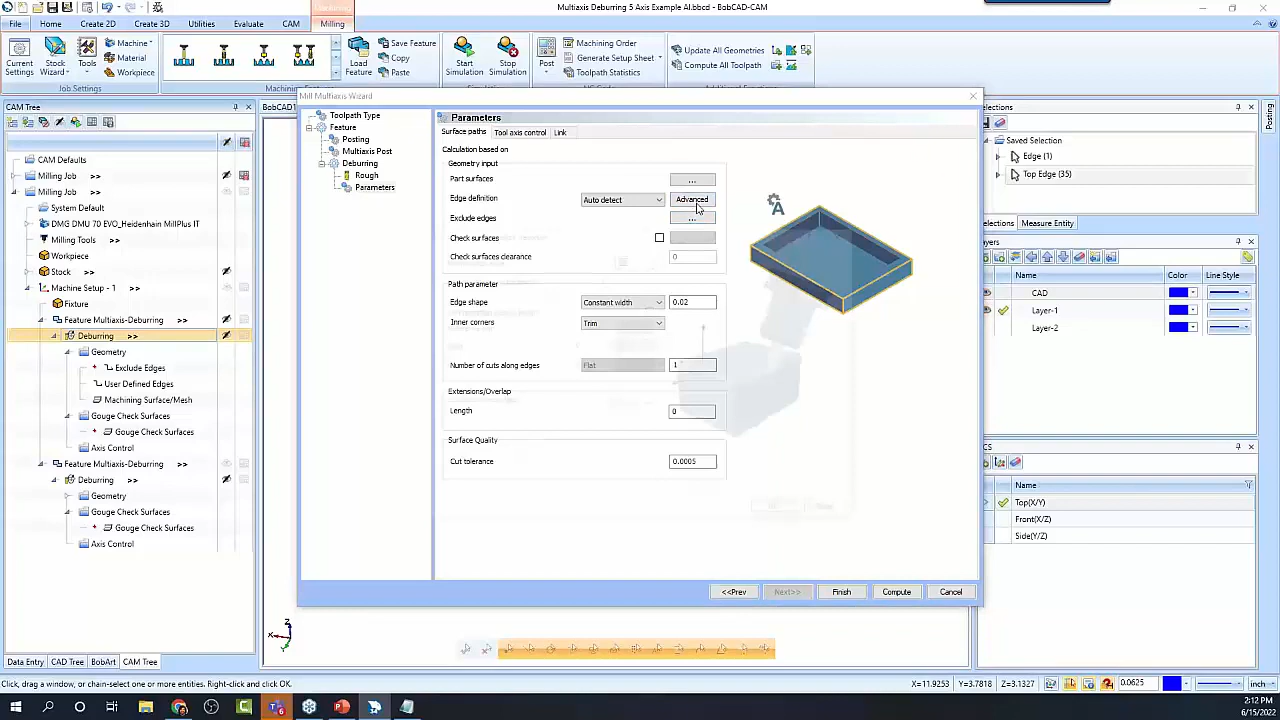 Multiaxis Deburring 5 Axis Example AI.bbcd - BobCAD-CAM
Machining
File Home Create 2D Create 3D Utilities Evaluate CAM Milling
Current Settings
Stock Wizard
Tools
Machine
Material
Workpiece
Job Settings
Load Feature
Save Feature
Copy
Paste
Start Simulation
Stop Simulation
Post
Machining Order
Generate Setup Sheet
Toolpath Statistics
Update All Geometries
Compute All Toolpath
Additional Functions
CAM Tree
CAM Defaults
Milling Job
Milling Job
System Default
DMG DMU 70 EVO_Heidenhain MillPlus IT
Milling Tools >>
Workpiece
Stock >>
Machine Setup - 1 >>
Fixture
Feature Multiaxis-Deburring >>
Deburring >>
Geometry
Exclude Edges
User Defined Edges
Machining Surface/Mesh
Gouge Check Surfaces
Gouge Check Surfaces
Axis Control
Feature Multiaxis-Deburring >>
Deburring >>
Geometry
Gouge Check Surfaces
Gouge Check Surfaces
Axis Control
Data Entry CAD Tree BobArt CAM Tree
BobCAD1
Mill Multiaxis Wizard
Toolpath Type
Feature
Posting
Multiaxis Post
Deburring
Rough
Parameters
Parameters
Surface paths Tool axis control Link
Calculation based on
Geometry input
Part surfaces ...
Edge definition Auto detect Advanced
Exclude edges ...
Check surfaces
Check surfaces clearance 0
Path parameter
Edge shape Constant width 0.02
Inner corners Trim
Number of cuts along edges Flat 1
Extensions/Overlap
Length 0
Surface Quality
Cut tolerance 0.0005
A
<<Prev Next>> Finish Compute Cancel
Z
X
Y
elections
Saved Selection
Edge (1)
Top Edge (35)
elections Measure Entity
Posting
ayers
Name Color Line Style
CAD
Layer-1
Layer-2
CS
Name
Top(X/Y)
Front(X/Z)
Side(Y/Z)
Click, drag a window, or chain-select one or more entities. Right-click and click OK.
X=11.9253 Y=3.7818 Z=3.1327 0.0625 inch
2:12 PM
6/15/2022